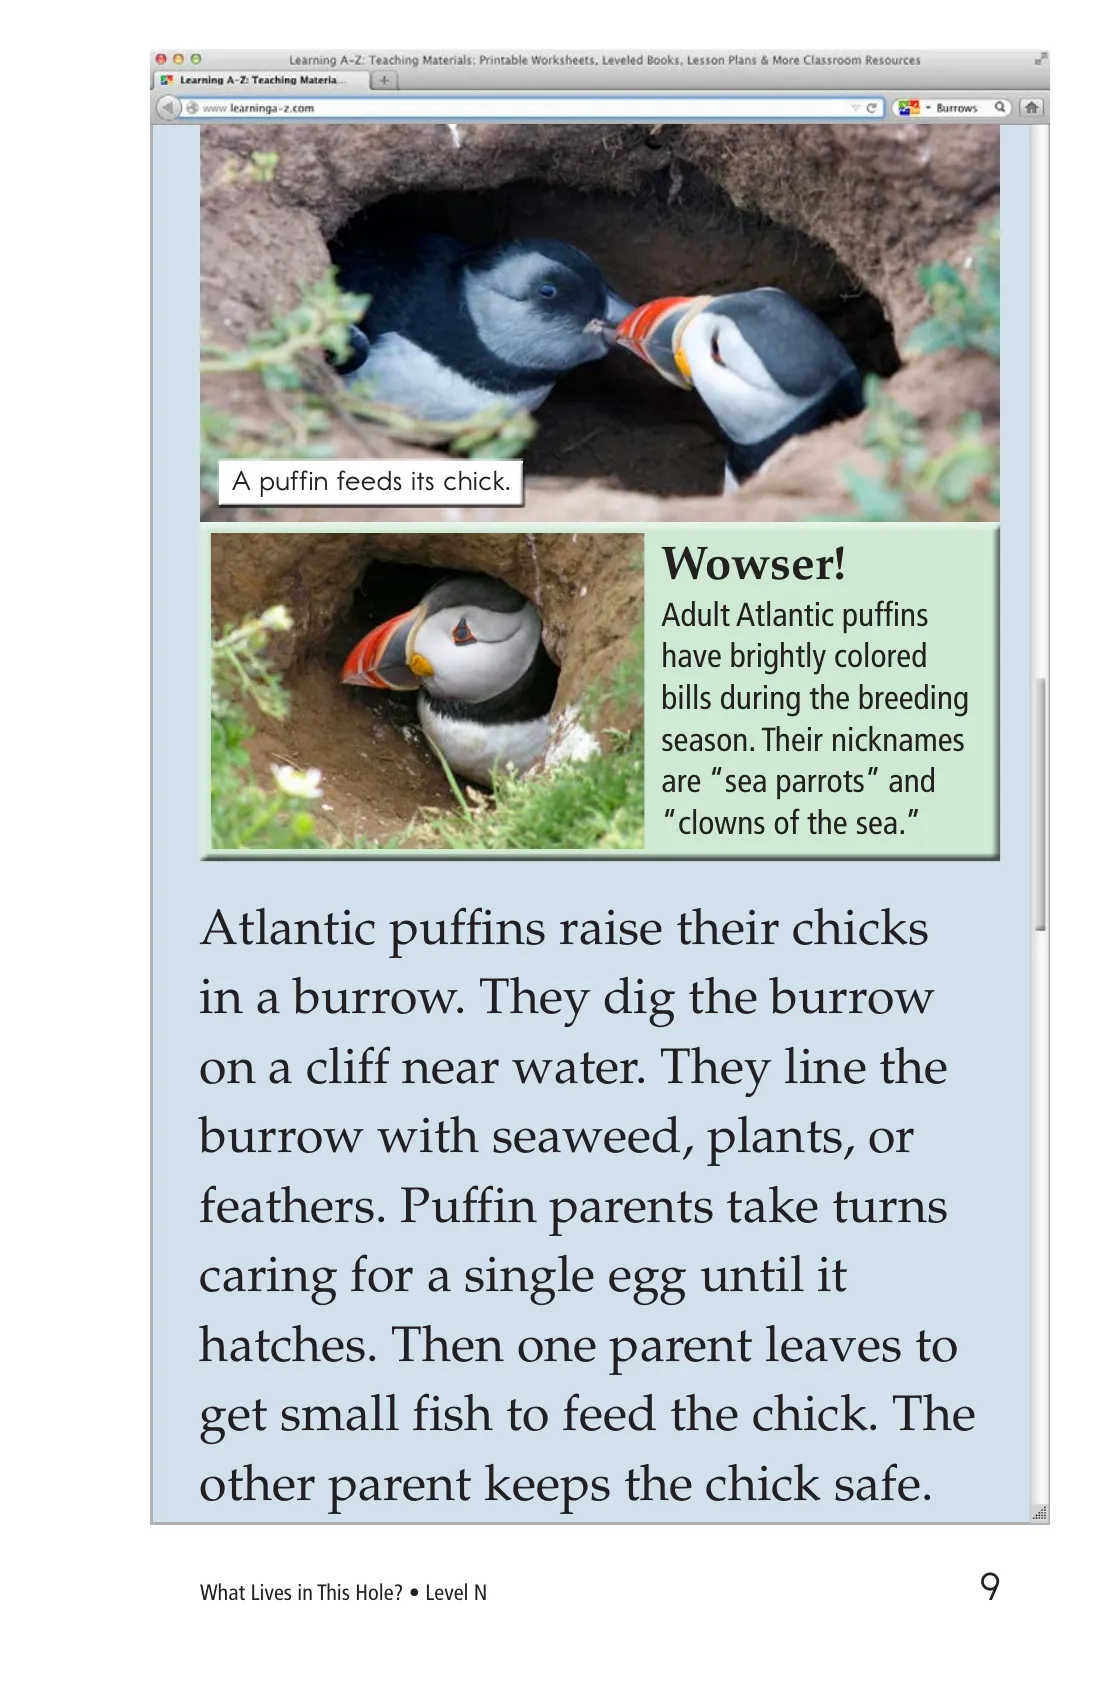 Learning A-Z: Teaching Materials: Printable Worksheets, Leveled Books, Lesson Plans & More Classroom Resources
Learning A-Z: Teaching Materia...
www.learninga-z.com
Burrows
A puffin feeds its chick.
Wowser!
Adult Atlantic puffins
have brightly colored
bills during the breeding
season. Their nicknames
are “sea parrots” and
“clowns of the sea.”
Atlantic puffins raise their chicks
in a burrow. They dig the burrow
on a cliff near water. They line the
burrow with seaweed, plants, or
feathers. Puffin parents take turns
caring for a single egg until it
hatches. Then one parent leaves to
get small fish to feed the chick. The
other parent keeps the chick safe.
What Lives in This Hole? • Level N
9